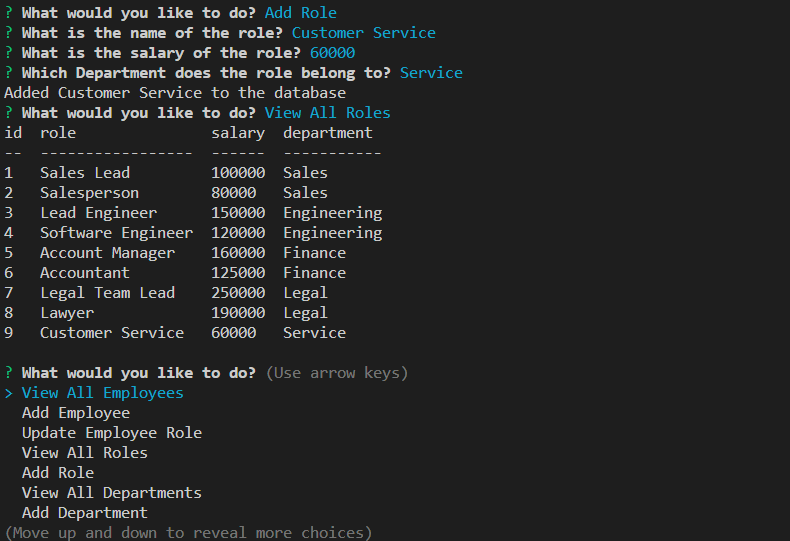 ? What would you like to do? Add Role
? What is the name of the role? Customer Service
? What is the salary of the role? 60000
? Which Department does the role belong to? Service
Added Customer Service to the database
? What would you like to do? View All Roles
id  role               salary  department
--  -----------------  ------  -----------
1   Sales Lead         100000  Sales
2   Salesperson        80000   Sales
3   Lead Engineer      150000  Engineering
4   Software Engineer  120000  Engineering
5   Account Manager    160000  Finance
6   Accountant         125000  Finance
7   Legal Team Lead    250000  Legal
8   Lawyer             190000  Legal
9   Customer Service   60000   Service
? What would you like to do? (Use arrow keys)
> View All Employees
  Add Employee
  Update Employee Role
  View All Roles
  Add Role
  View All Departments
  Add Department
(Move up and down to reveal more choices)